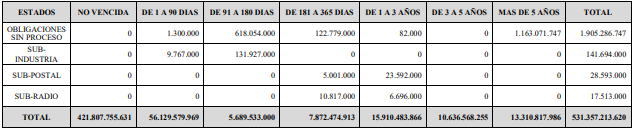 ESTADOS NO VENCIDA DE 1 A 90 DIAS DE 91 A 180 DIAS DE 181 A 365 DIAS DE 1 A 3 AÑOS DE 3 A 5 AÑOS MAS DE 5 AÑOS TOTAL
OBLIGACIONES
SIN PROCESO 0 1.300.000 618.054.000 122.779.000 82.000 0 1.163.071.747 1.905.286.747
SUB-
INDUSTRIA 0 9.767.000 131.927.000 0 0 0 0 141.694.000
SUB-POSTAL 0 0 0 5.001.000 23.592.000 0 0 28.593.000
SUB-RADIO 0 0 0 10.817.000 6.696.000 0 0 17.513.000
TOTAL 421.807.755.631 56.129.579.969 5.689.533.000 7.872.474.913 15.910.483.866 10.636.568.255 13.310.817.986 531.357.213.620